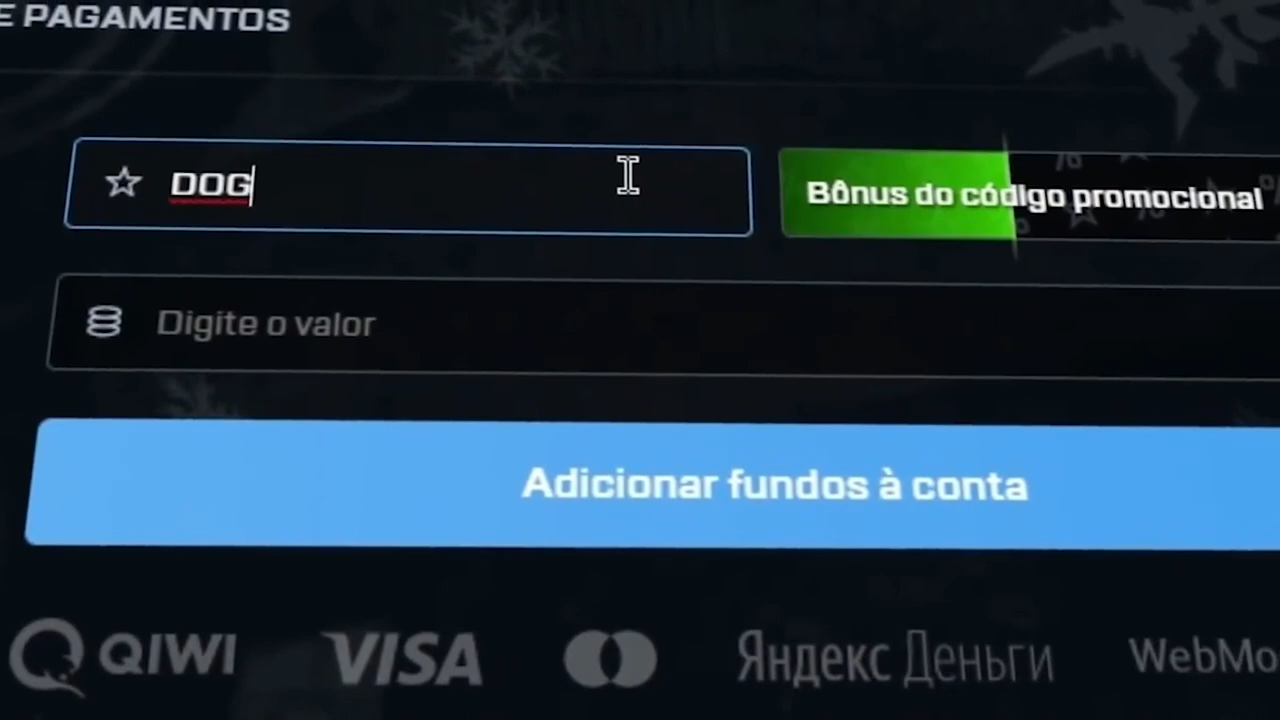 E PAGAMENTOS
DOG
Bônus do código promocional
Digite o valor
Adicionar fundos à conta
QIWI VISA Яндекс Деньги WebMo